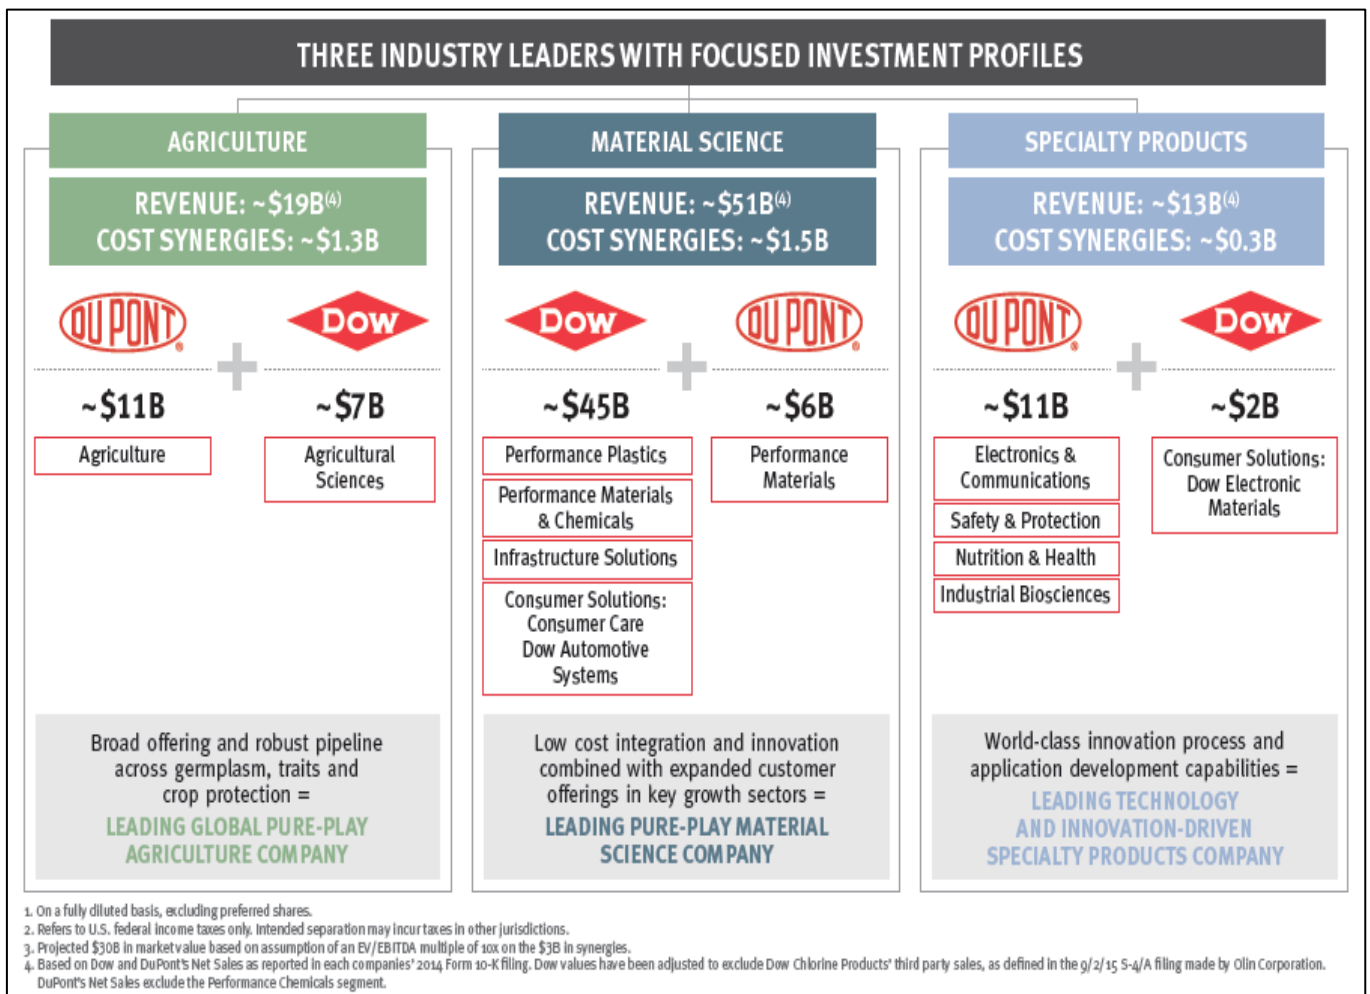 THREE INDUSTRY LEADERS WITH FOCUSED INVESTMENT PROFILES
AGRICULTURE
REVENUE: ~$19B(4)
COST SYNERGIES: ~$1.3B
DU PONT
®
Dow
+
~$11B
~$7B
Agriculture
Agricultural
Sciences
Broad offering and robust pipeline
across germplasm, traits and
crop protection =
LEADING GLOBAL PURE-PLAY
AGRICULTURE COMPANY
MATERIAL SCIENCE
REVENUE: ~$51B(4)
COST SYNERGIES: ~$1.5B
Dow
+
DU PONT
®
~$45B
~$6B
Performance Plastics
Performance Materials
& Chemicals
Infrastructure Solutions
Consumer Solutions:
Consumer Care
Dow Automotive
Systems
Performance
Materials
Low cost integration and innovation
combined with expanded customer
offerings in key growth sectors =
LEADING PURE-PLAY MATERIAL
SCIENCE COMPANY
SPECIALTY PRODUCTS
REVENUE: ~$13B(4)
COST SYNERGIES: ~$0.3B
DU PONT
®
Dow
+
~$11B
~$2B
Electronics &
Communications
Safety & Protection
Nutrition & Health
Industrial Biosciences
Consumer Solutions:
Dow Electronic
Materials
World-class innovation process and
application development capabilities =
LEADING TECHNOLOGY
AND INNOVATION-DRIVEN
SPECIALTY PRODUCTS COMPANY
1. On a fully diluted basis, excluding preferred shares.
2. Refers to U.S. federal income taxes only. Intended separation may incur taxes in other jurisdictions.
3. Projected $30B in market value based on assumption of an EV/EBITDA multiple of 10x on the $3B in synergies.
4. Based on Dow and DuPont's Net Sales as reported in each companies' 2014 Form 10-K filing. Dow values have been adjusted to exclude Dow Chlorine Products' third party sales, as defined in the 9/2/15 S-4/A filing made by Olin Corporation.
DuPont's Net Sales exclude the Performance Chemicals segment.